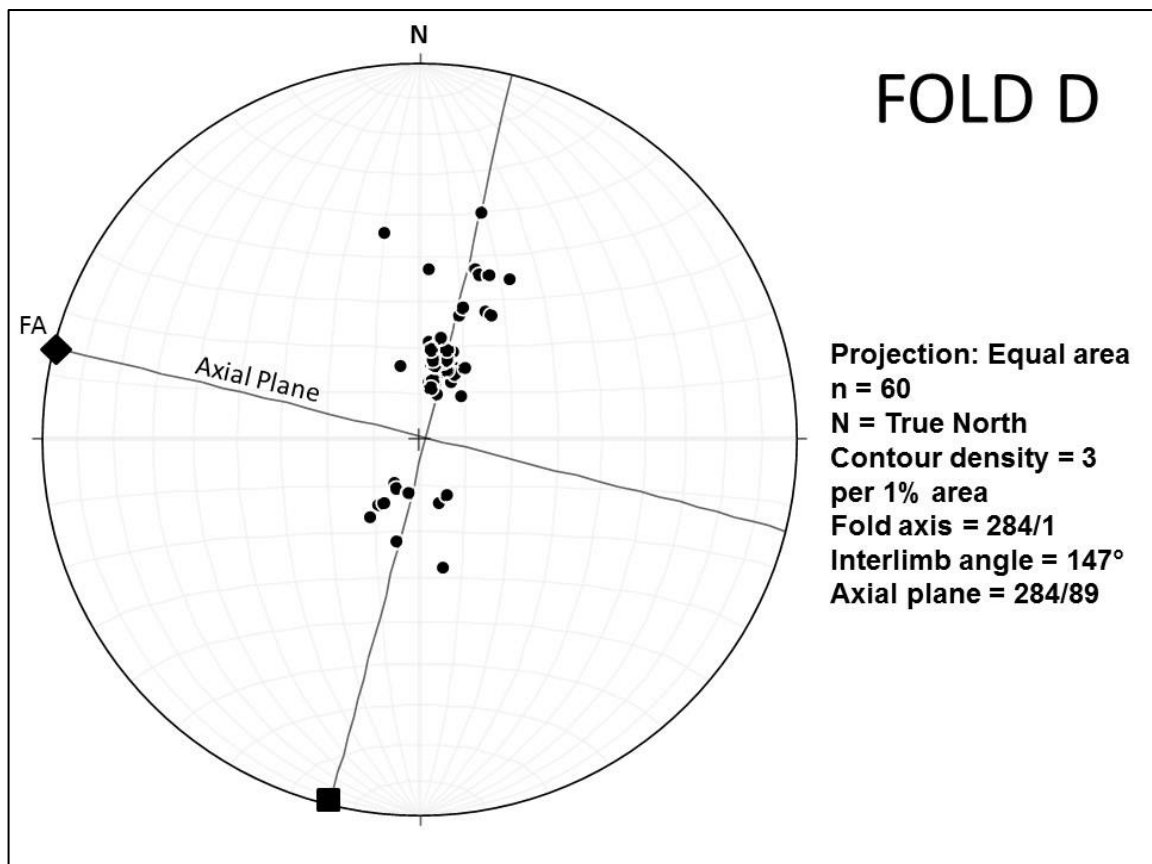 N
FOLD D
FA
Axial Plane
Projection: Equal area
n = 60
N = True North
Contour density = 3
per 1% area
Fold axis = 284/1
Interlimb angle = 147°
Axial plane = 284/89